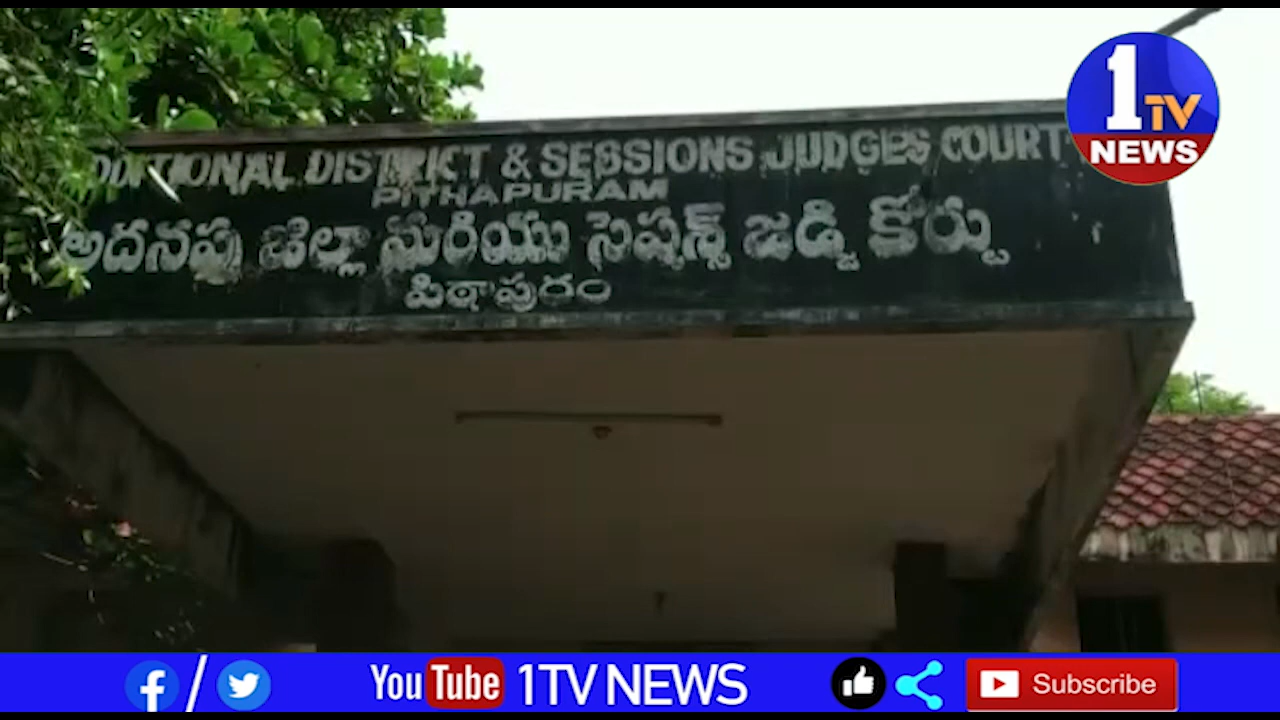 DDITIONAL DISTRICT & SESSIONS JUDGES COURT
PITHAPURAM
అదనపు జిల్లా మరియు సెషన్స్ జడ్జి కోర్టు
పిఠాపురం
1TV
NEWS
YouTube 1TV NEWS
Subscribe